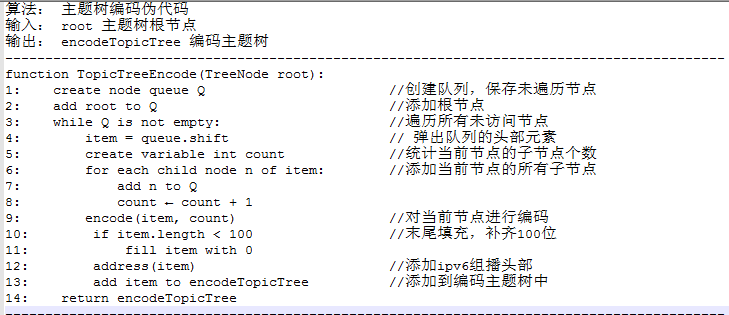 算法： 主题树编码伪代码
输入： root 主题树根节点
输出： encodeTopicTree 编码主题树
------------------------------------------------------------------------------------------
function TopicTreeEncode(TreeNode root):
1:    create node queue Q                    //创建队列，保存未遍历节点
2:    add root to Q                          //添加根节点
3:    while Q is not empty:                  //遍历所有未访问节点
4:        item = queue.shift                 // 弹出队列的头部元素
5:        create variable int count          //统计当前节点的子节点个数
6:        for each child node n of item:     //添加当前节点的所有子节点
7:            add n to Q
8:            count ← count + 1
9:        encode(item, count)                //对当前节点进行编码
10:        if item.length < 100              //末尾填充，补齐100位
11:            fill item with 0
12:        address(item)                     //添加ipv6组播头部
13:        add item to encodeTopicTree       //添加到编码主题树中
14:    return encodeTopicTree
------------------------------------------------------------------------------------------